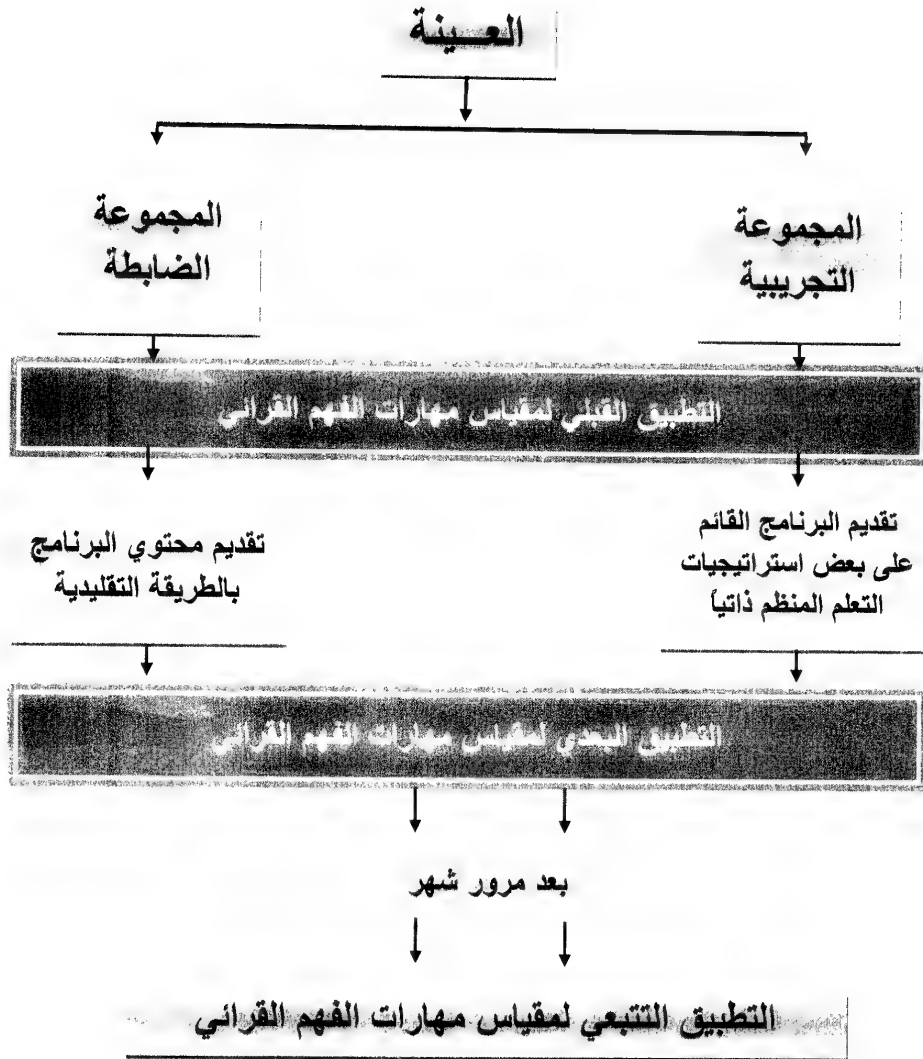 العـــينة
المجموعة
التجريبية
المجموعة
الضابطة
التطبيق القبلي لمقياس مهارات الفهم القرائي
تقديم البرنامج القائم
على بعض استراتيجيات
التعلم المنظم ذاتياً
تقديم محتوي البرنامج
بالطريقة التقليدية
التطبيق البعدي لمقياس مهارات الفهم القرائي
بعد مرور شهر
التطبيق التتبعي لمقياس مهارات الفهم القرائي